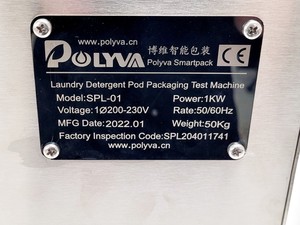 www.polyva.cn
POLYVA 博维智能包装
Polyva Smartpack
CE
Laundry Detergent Pod Packaging Test Machine
Model:SPL-01 Power:1KW
Voltage:1Ø200-230V Rate:50/60Hz
MFG Date:2022.01 Weight:50Kg
Factory Inspection Code:SPL204011741
www.polyva.cn